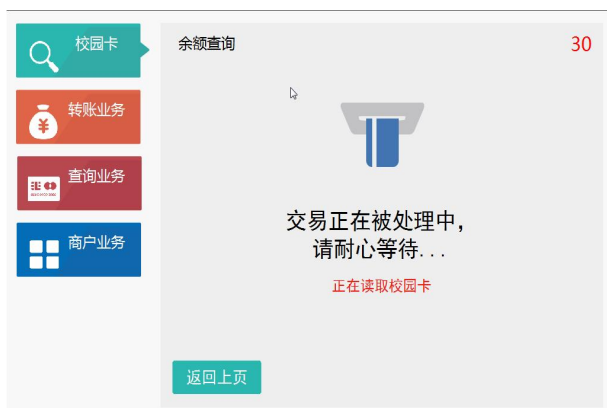 校园卡
转账业务
查询业务
商户业务
余额查询
30
交易正在被处理中，
请耐心等待...
正在读取校园卡
返回上页